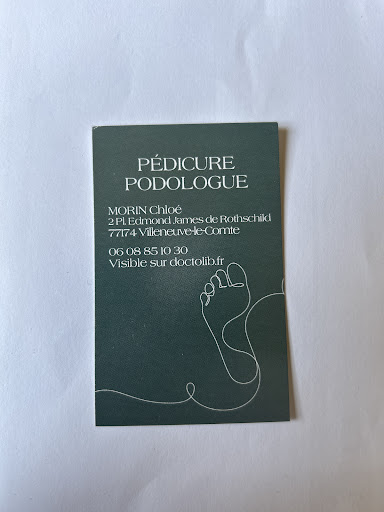 PÉDICURE
PODOLOGUE
MORIN Chloé
2 Pl. Edmond James de Rothschild
77174 Villeneuve-le-Comte
06 08 85 10 30
Visible sur doctolib.fr